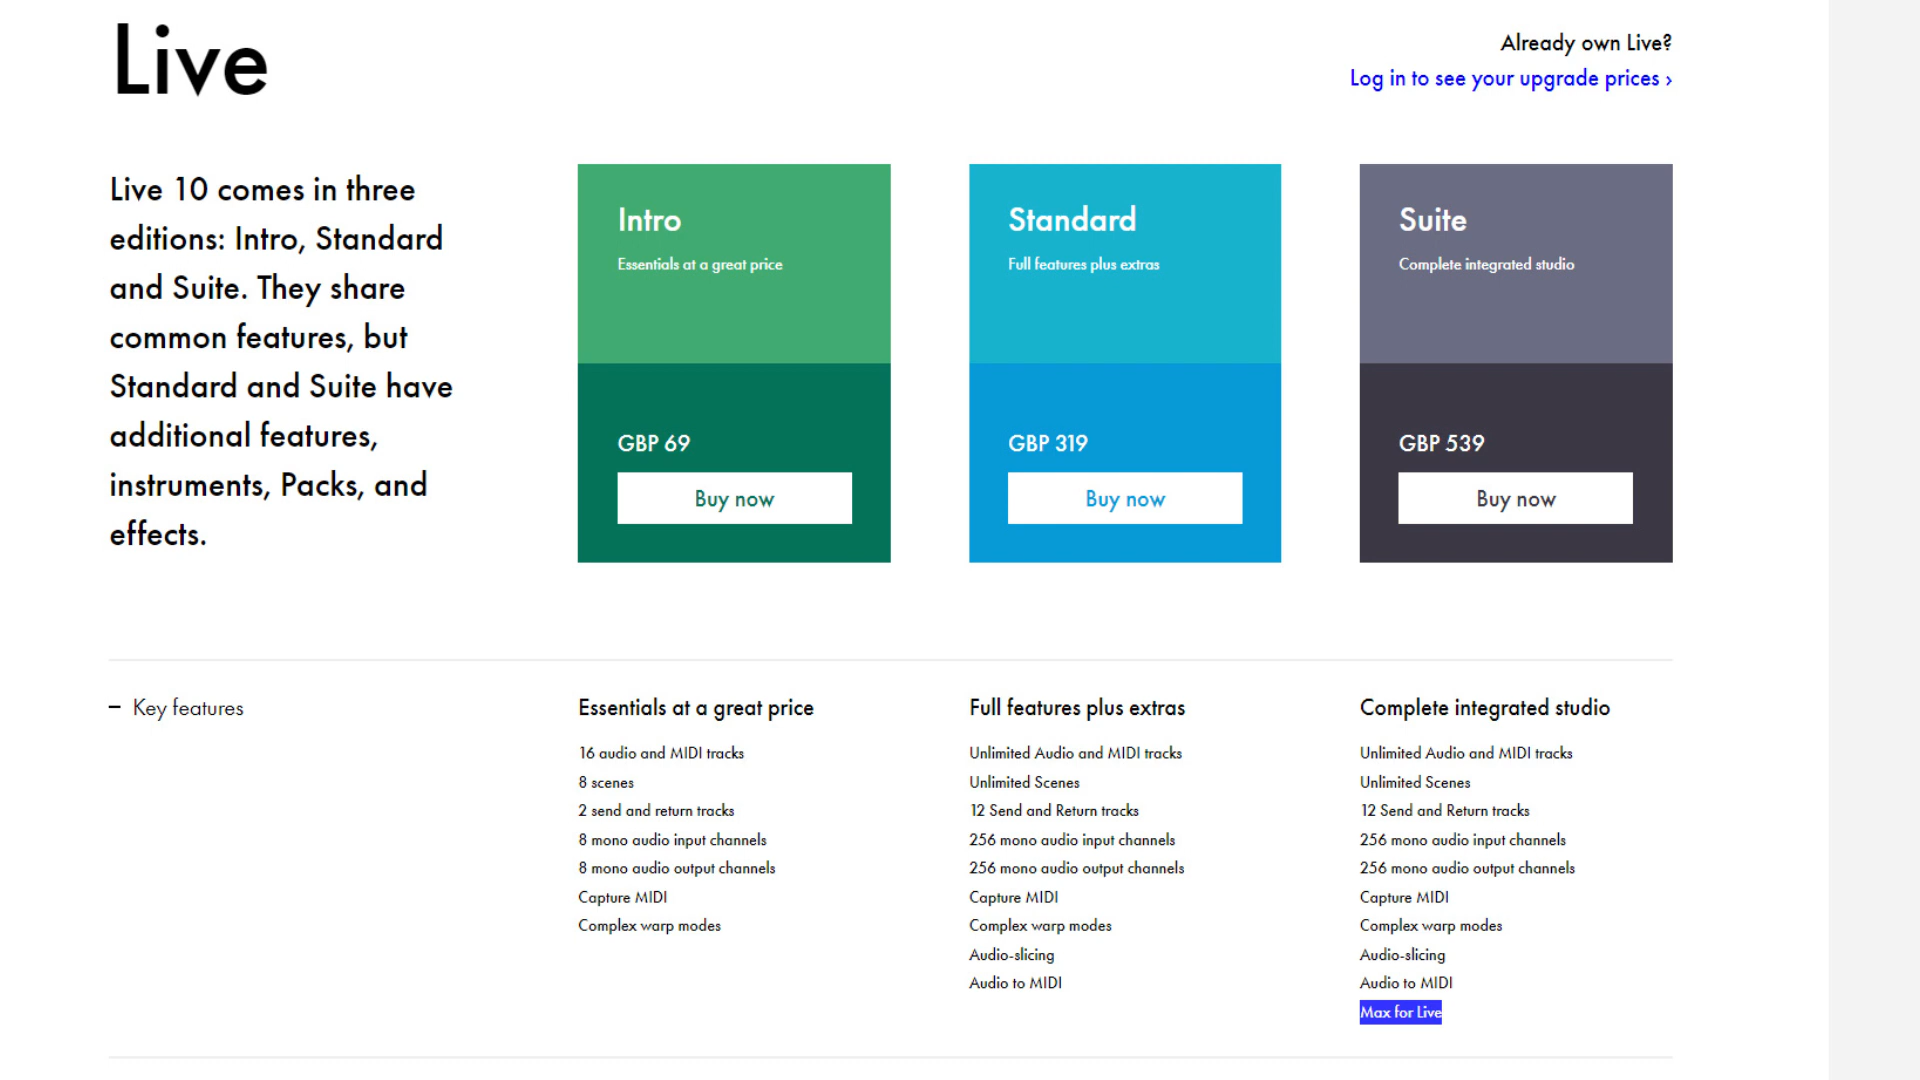 Live
Already own Live?
Log in to see your upgrade prices ›
Live 10 comes in three
editions: Intro, Standard
and Suite. They share
common features, but
Standard and Suite have
additional features,
instruments, Packs, and
effects.
Intro
Essentials at a great price
GBP 69
Buy now
Standard
Full features plus extras
GBP 319
Buy now
Suite
Complete integrated studio
GBP 539
Buy now
– Key features
Essentials at a great price
16 audio and MIDI tracks
8 scenes
2 send and return tracks
8 mono audio input channels
8 mono audio output channels
Capture MIDI
Complex warp modes
Full features plus extras
Unlimited Audio and MIDI tracks
Unlimited Scenes
12 Send and Return tracks
256 mono audio input channels
256 mono audio output channels
Capture MIDI
Complex warp modes
Audio-slicing
Audio to MIDI
Complete integrated studio
Unlimited Audio and MIDI tracks
Unlimited Scenes
12 Send and Return tracks
256 mono audio input channels
256 mono audio output channels
Capture MIDI
Complex warp modes
Audio-slicing
Audio to MIDI
Max for Live